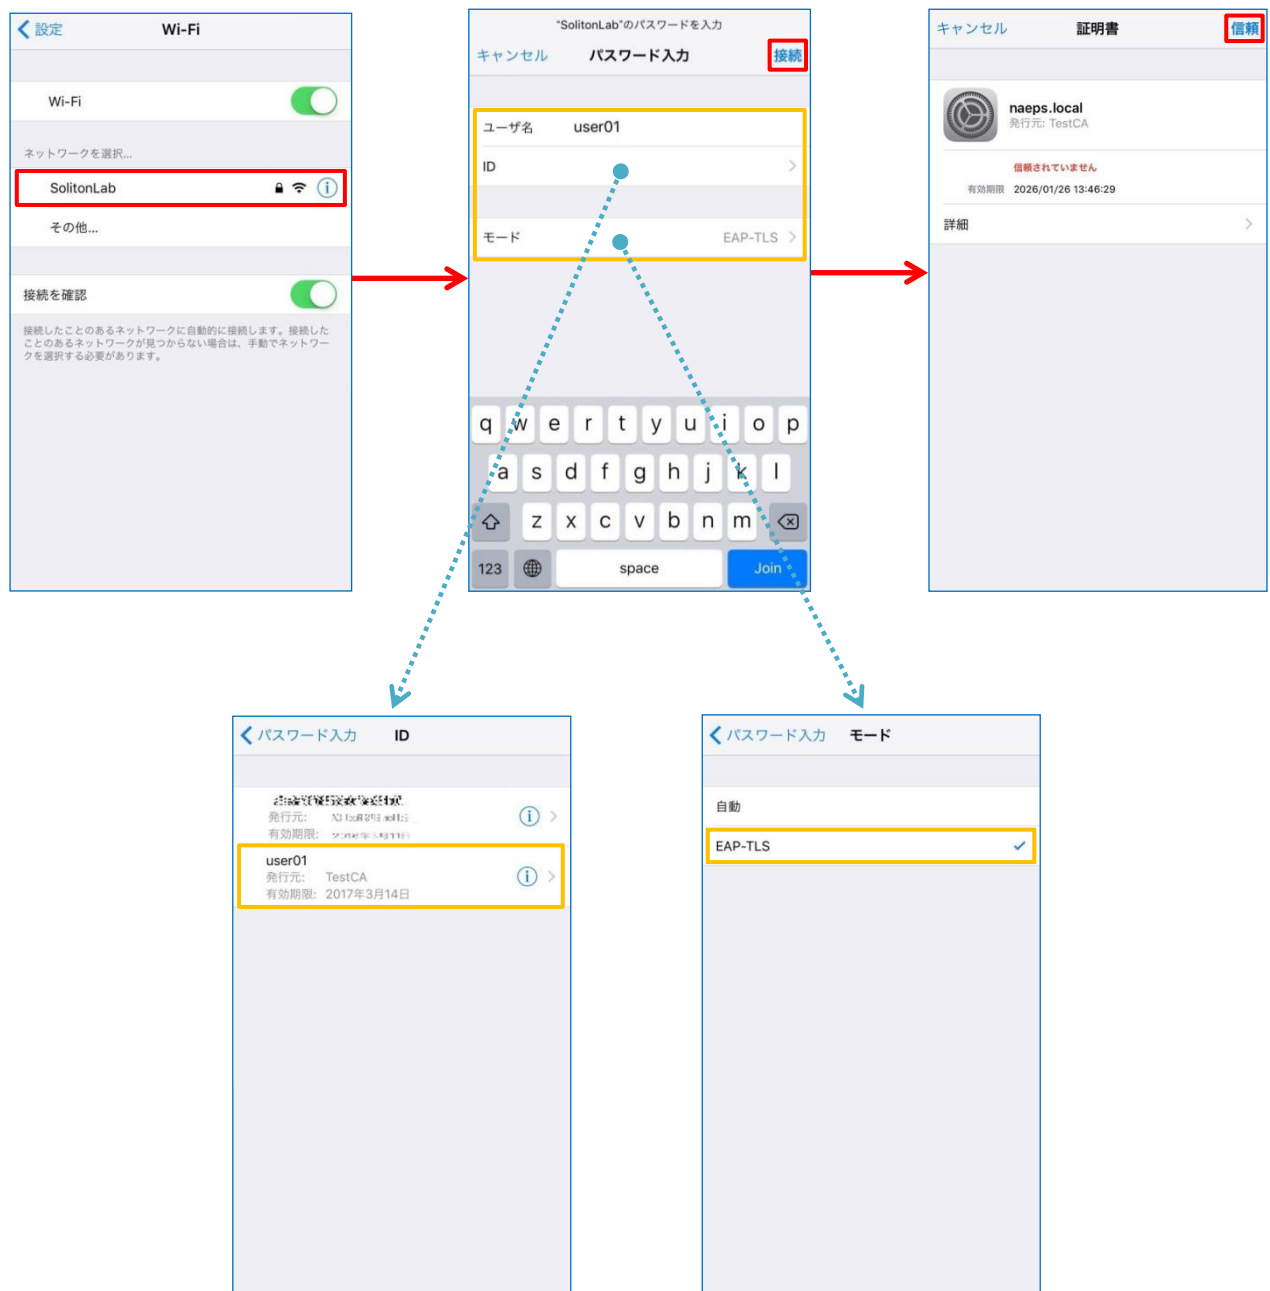 設定
Wi-Fi
Wi-Fi
ネットワークを選択...
SolitonLab
その他...
接続を確認
接続したことのあるネットワークに自動的に接続します。接続した
ことのあるネットワークが見つからない場合は、手動でネットワー
クを選択する必要があります。
"SolitonLab"のパスワードを入力
キャンセル
パスワード入力
接続
ユーザ名 user01
ID
モード EAP-TLS
q w e r t y u i o p
a s d f g h j k l
z x c v b n m
123 space Join
キャンセル
証明書
信頼
naeps.local
発行元: TestCA
信頼されていません
有効期限 2026/01/26 13:46:29
詳細
パスワード入力
ID
発行元:
有効期限:
user01
発行元: TestCA
有効期限: 2017年3月14日
パスワード入力
モード
自動
EAP-TLS